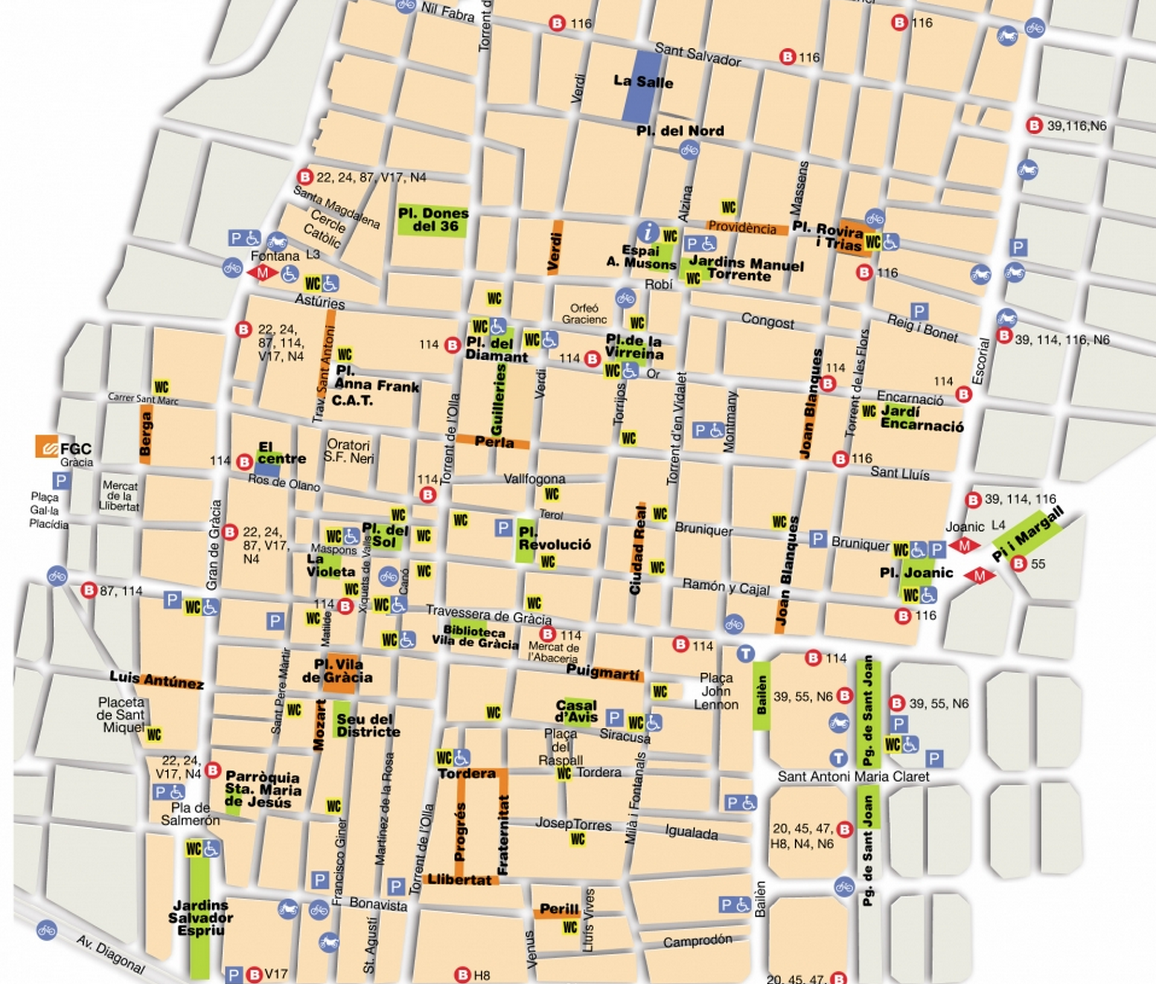 Nil Fabra
B 116
B 116
Torrent d
Sant Salvador
B 116
Verdi
La Salle
Pl. del Nord
B 39,116,N6
B 22, 24, 87, V17, N4
Santa Magdalena
Cercle
Catòlic
Pl. Dones
del 36
Alzina
Massens
WC
Providència
Pl. Rovira
i Trias
WC
P
Fontana L3
M
Verdi
i
WC
P
Espai
A. Musons
Jardins Manuel
Torrente
WC
Robí
B 116
P
WC
Astúries
WC
Orfeó
Gracienc
WC
Congost
P
Reig i Bonet
B 39, 114, 116, N6
Escorial
B 22, 24,
87, 114,
V17, N4
Trav. Sant Antoni
WC
Pl.
Anna Frank
C.A.T.
114 B
WC
Pl. del
Diamant
WC
114 B
Pl.de la
Virreina
WC
Or
Guilleries
Verdi
Torrijos
Torrent d'en Vidalet
Montmany
P
Joan Blanques
114
B
Torrent de les Flors
114
B
Encarnació
WC
Jardí
Encarnació
WC
Carrer Sant Marc
Berga
FGC
Gràcia
P
Plaça
Gal·la
Placídia
Mercat
de la
Llibertat
114 B
El
centre
Ros de Olano
Oratori
S.F. Neri
Torrent de l'Olla
Perla
WC
B 116
Sant Lluís
114
B
Vallfogona
WC
Terol
B 39, 114, 116
Joanic L4
M
Pi i Margall
B 55
M
Gran de Gràcia
B 22, 24,
87, V17,
N4
WC
Maspons
La
Violeta
Xiquets de Valls
WC
Pl. del
Sol
WC
WC
WC
P
Pl.
Revolució
WC
Ciudad Real
WC
WC
Bruniquer
WC
P
Bruniquer
WC
P
Pl. Joanic
WC
B 116
Joan Blanques
Ramón y Cajal
B 87, 114
P
WC
P
WC
WC
114 B
Matilde
WC
Canó
WC
WC
Travessera de Gràcia
Biblioteca
Vila de Gràcia
B 114
Mercat de
l'Abaceria
B 114
T
B 114
Luis Antúnez
Placeta
de Sant
Miquel
WC
Sant Pere Màrtir
WC
Pl. Vila
de Gràcia
Mozart
Seu del
Districte
Puigmartí
WC
Plaça
John
Lennon
Bailèn
39, 55, N6 B
Pg. de Sant Joan
B 39, 55, N6
P
WC
P
T
WC
Casal
d'Avis
P
WC
Siracusa
Plaça
del
Raspall
22, 24,
V17, N4 B
P
Parròquia
Sta. Maria
de Jesús
Pla de
Salmerón
WC
Martínez de la Rosa
WC
Tordera
WC
Tordera
Sant Antoni Maria Claret
P
Milà i Fontanals
Progrés
Fraternitat
JosepTorres
WC
Igualada
20, 45, 47,
H8, N4, N6
B
Pg. de Sant Joan
WC
Jardins
Salvador
Espriu
P
Francisco Giner
P
Torrent de l'Olla
Llibertat
Bonavista
St. Agustí
Perill
WC
Venus
Lluís Vives
P
Bailèn
Camprodón
Av. Diagonal
P
B V17
B H8
20, 45, 47, B